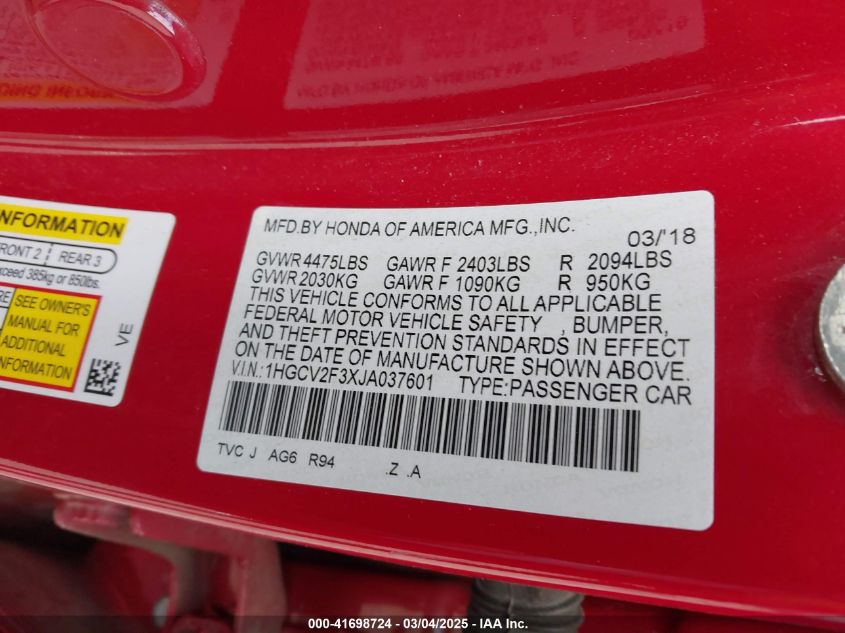 NFORMATION
FRONT 2 REAR 3
exceed 385kg or 850lbs.
RE
SEE OWNER'S
MANUAL FOR
ADDITIONAL
INFORMATION
VE
MFD.BY HONDA OF AMERICA MFG.,INC.
03/'18
GVWR 4475LBS GAWR F 2403LBS R 2094LBS
GVWR 2030KG GAWR F 1090KG R 950KG
THIS VEHICLE CONFORMS TO ALL APPLICABLE
FEDERAL MOTOR VEHICLE SAFETY , BUMPER,
AND THEFT PREVENTION STANDARDS IN EFFECT
ON THE DATE OF MANUFACTURE SHOWN ABOVE.
V.I.N.:1HGCV2F3XJA037601 TYPE:PASSENGER CAR
TVC J AG6 R94 .Z .A
000-41698724 - 03/04/2025 - IAA Inc.